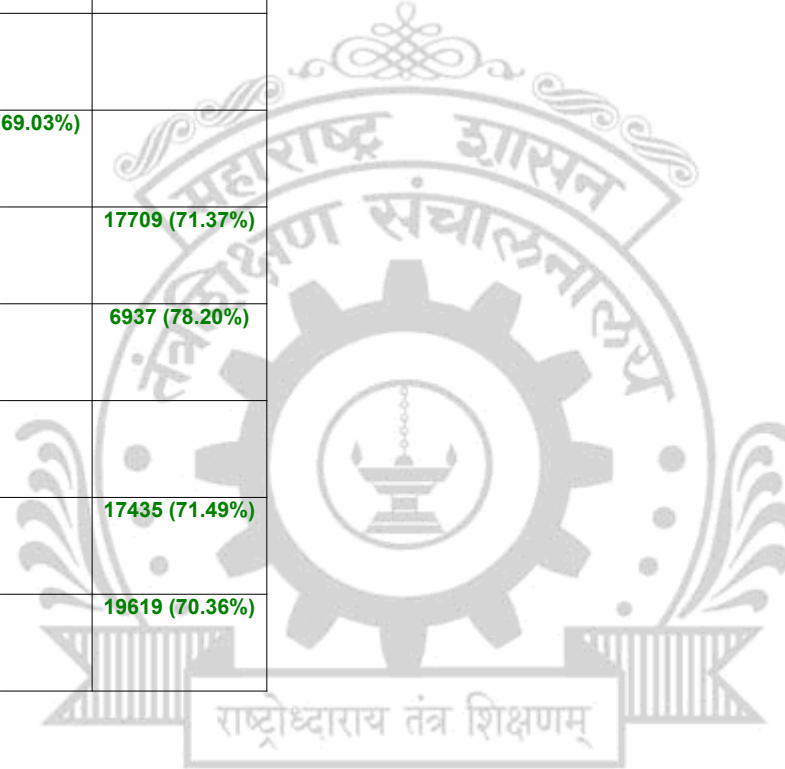 महाराष्ट्र शासन
69.03%)
तंत्रशिक्षण संचालनालय
17709 (71.37%)
6937 (78.20%)
17435 (71.49%)
19619 (70.36%)
राष्ट्रोध्दाराय तंत्र शिक्षणम्